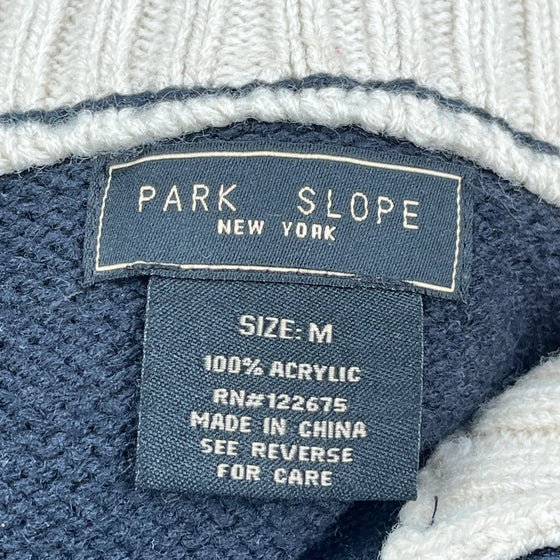 PARK SLOPE
NEW YORK
SIZE: M
100% ACRYLIC
RN#122675
MADE IN CHINA
SEE REVERSE
FOR CARE